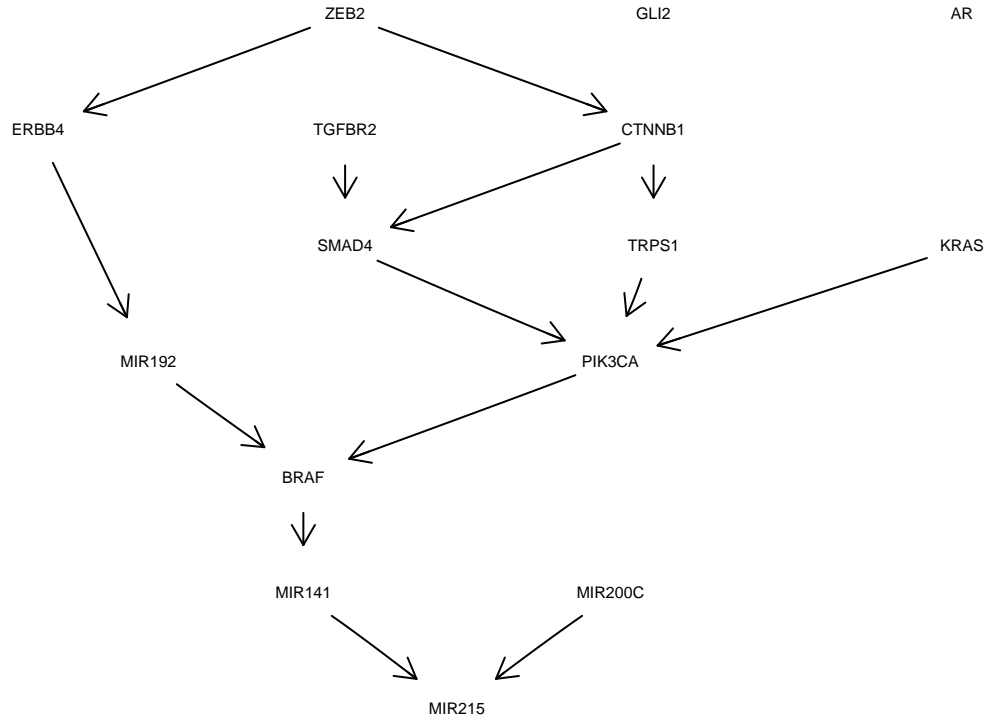 ZEB2
GLI2
AR
ERBB4
TGFBR2
CTNNB1
SMAD4
TRPS1
KRAS
MIR192
PIK3CA
BRAF
MIR141
MIR200C
MIR215